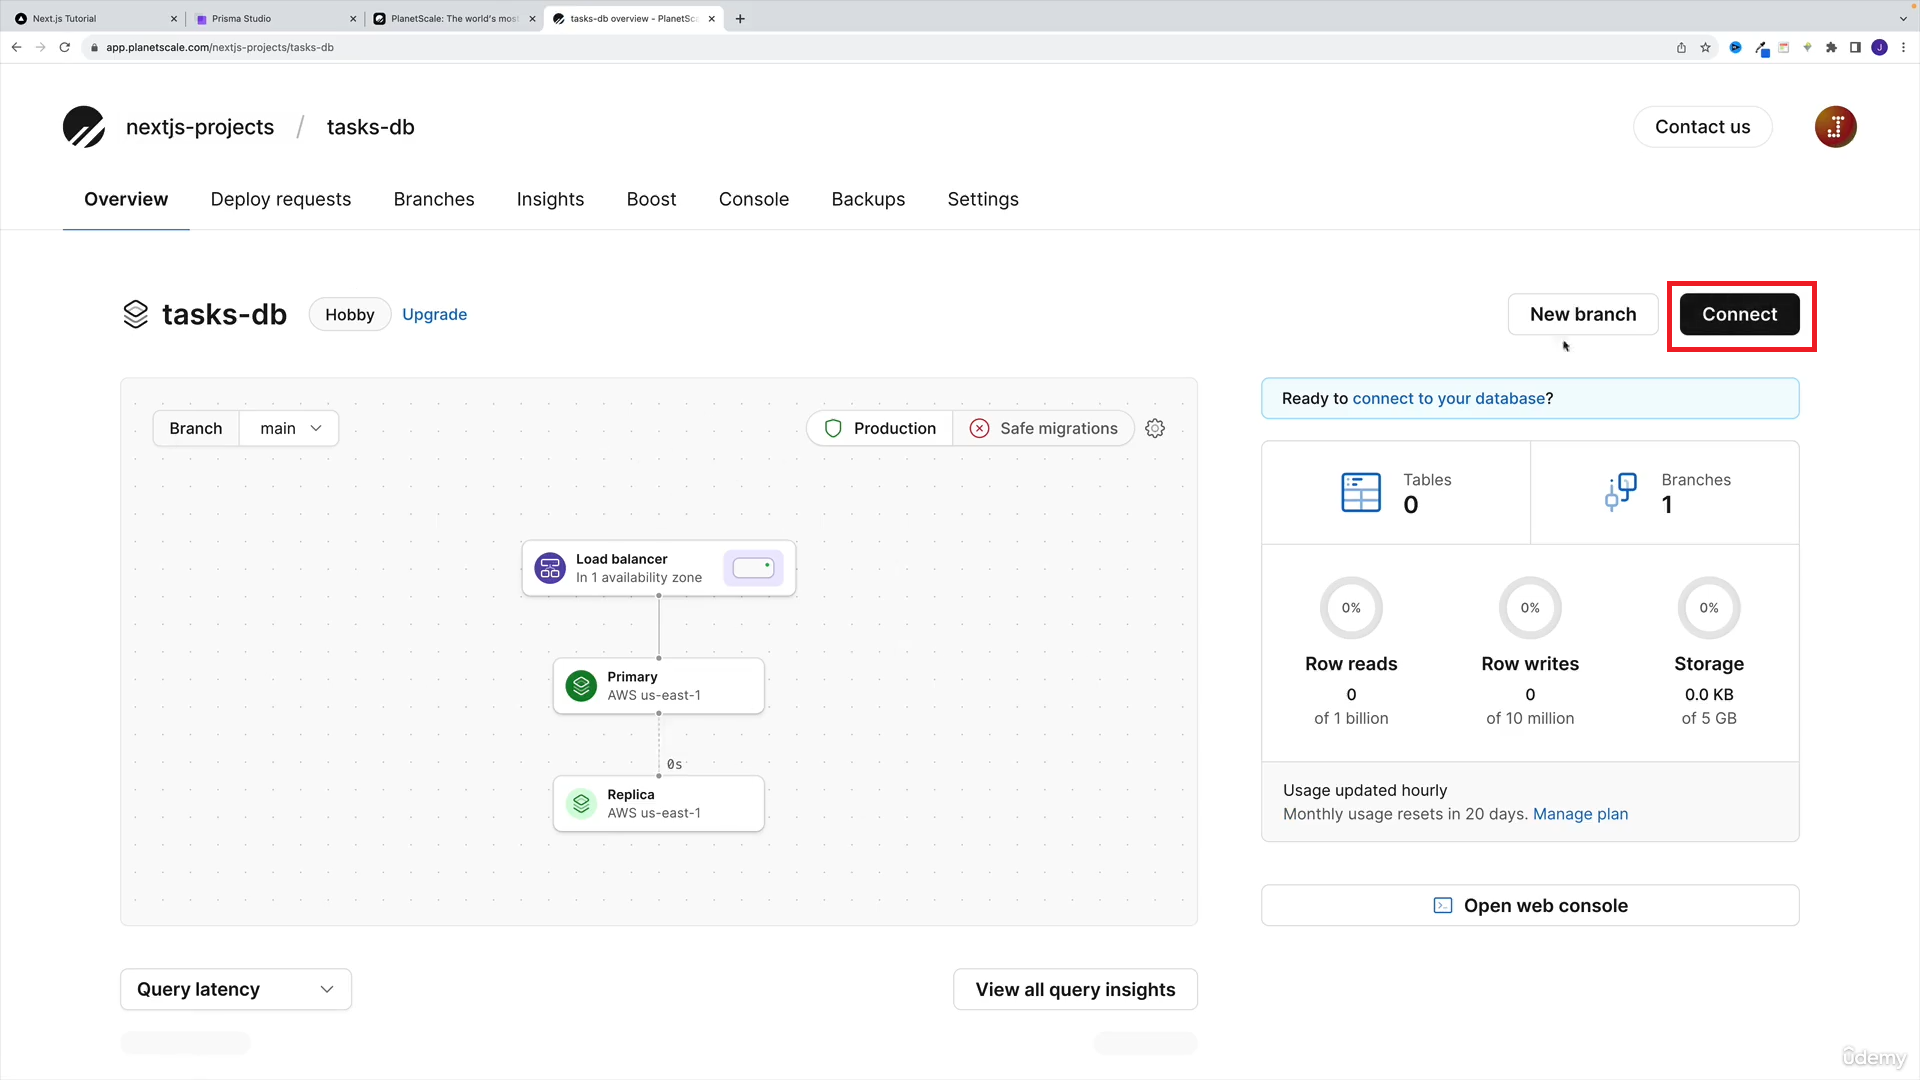 Next.js Tutorial
Prisma Studio
PlanetScale: The world's mos
tasks-db overview - PlanetSc
app.planetscale.com/nextjs-projects/tasks-db
J
nextjs-projects / tasks-db
Contact us
J
Overview
Deploy requests
Branches
Insights
Boost
Console
Backups
Settings
tasks-db
Hobby
Upgrade
New branch
Connect
Branch
main
Production
Safe migrations
Ready to connect to your database?
Tables
0
Branches
1
Load balancer
In 1 availability zone
Primary
AWS us-east-1
0s
Replica
AWS us-east-1
0%
0%
0%
Row reads
Row writes
Storage
0
0
0.0 KB
of 1 billion
of 10 million
of 5 GB
Usage updated hourly
Monthly usage resets in 20 days. Manage plan
Open web console
Query latency
View all query insights
ûdemy